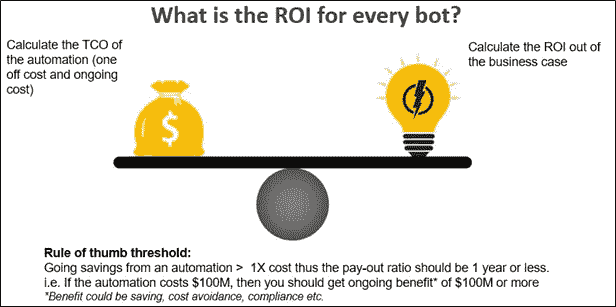 What is the ROI for every bot?
Calculate the TCO of
the automation (one
off cost and ongoing
cost)
Calculate the ROI out of
the business case
$
Rule of thumb threshold:
Going savings from an automation > 1X cost thus the pay-out ratio should be 1 year or less.
i.e. If the automation costs $100M, then you should get ongoing benefit* of $100M or more
*Benefit could be saving, cost avoidance, compliance etc.